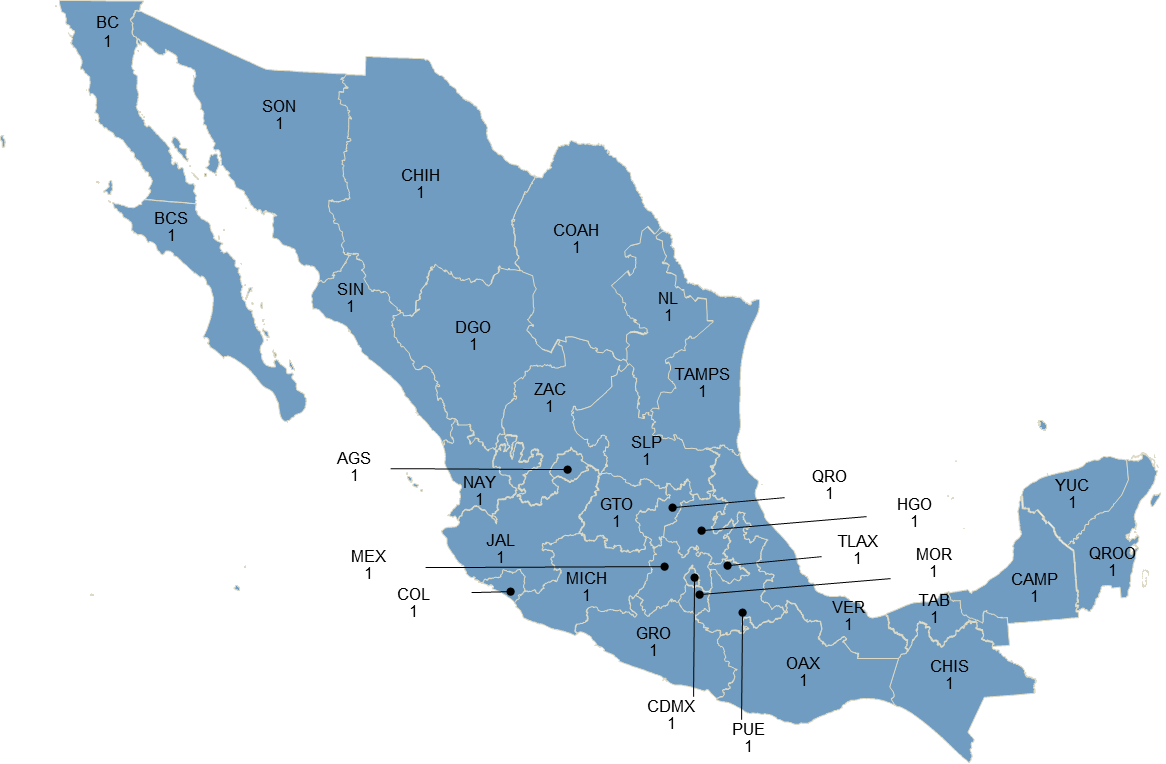 BC
1
SON
1
CHIH
1
BCS
1
COAH
1
SIN
1
NL
1
DGO
1
TAMPS
1
ZAC
1
SLP
1
AGS
1
NAY
1
QRO
1
GTO
1
HGO
1
YUC
1
JAL
1
TLAX
1
MOR
1
QROO
1
MEX
1
MICH
1
CAMP
1
COL
1
TAB
1
VER
1
GRO
1
OAX
1
CHIS
1
CDMX
1
PUE
1